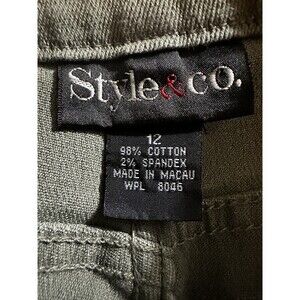 Style&co.
12
98% COTTON
2% SPANDEX
MADE IN MACAU
WPL 8046